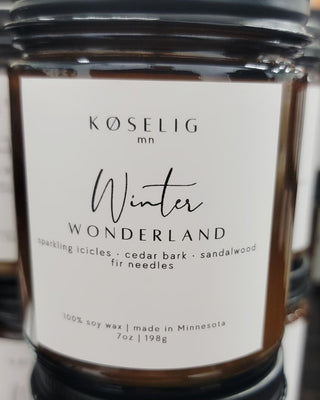 KØSELIG
mn
Winter
WONDERLAND
sparkling icicles · cedar bark · sandalwood
fir needles
100% soy wax | made in Minnesota
7oz | 198g